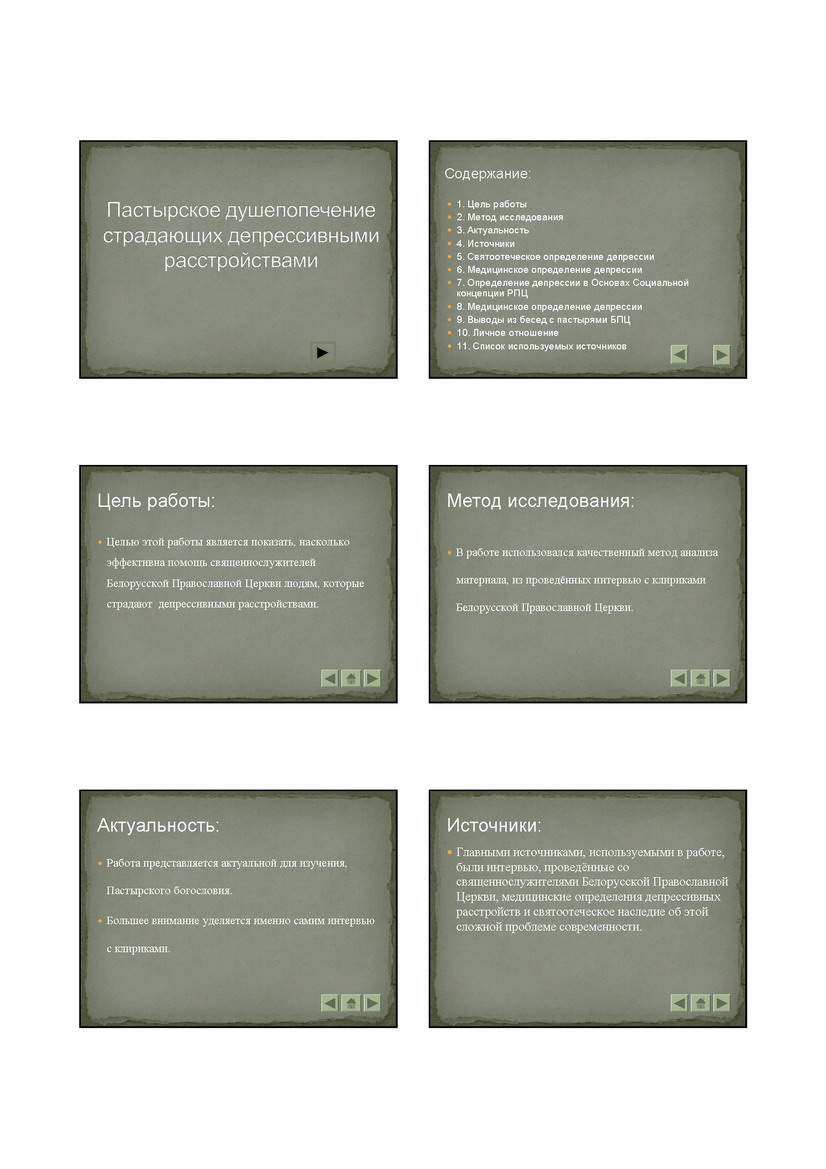 Пастырское душепопечение
страдающих депрессивными
расстройствами
Содержание:
1. Цель работы
2. Метод исследования
3. Актуальность
4. Источники
5. Святоотеческое определение депрессии
6. Медицинское определение депрессии
7. Определение депрессии в Основах Социальной
концепции РПЦ
8. Медицинское определение депрессии
9. Выводы из бесед с пастырями БПЦ
10. Личное отношение
11. Список используемых источников
Цель работы:
Целью этой работы является показать, насколько
эффективна помощь священнослужителей
Белорусской Православной Церкви людям, которые
страдают депрессивными расстройствами.
Метод исследования:
В работе использовался качественный метод анализа
материала, из проведённых интервью с клириками
Белорусской Православной Церкви.
Актуальность:
Работа представляется актуальной для изучения,
Пастырского богословия.
Большее внимание уделяется именно самим интервью
с клириками.
Источники:
Главными источниками, используемыми в работе,
были интервью, проведённые со
священнослужителями Белорусской Православной
Церкви, медицинские определения депрессивных
расстройств и святоотеческое наследие об этой
сложной проблеме современности.